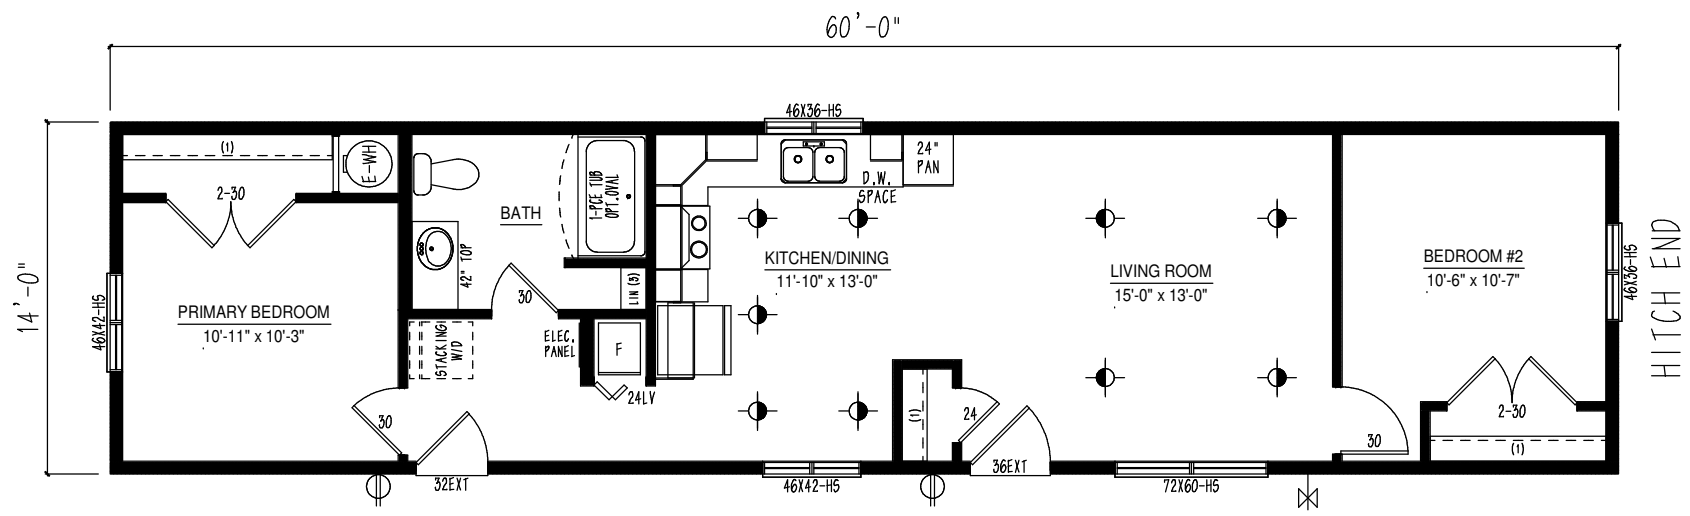 60'-0"
14'-0"
46X36-HS
(1)
E-WH
2-30
BATH
1-PCE TUB
OPT.OVAL
42" TOP
LIN (3)
30
24"
PAN
D.W.
SPACE
KITCHEN/DINING
11'-10" x 13'-0"
LIVING ROOM
15'-0" x 13'-0"
BEDROOM #2
10'-6" x 10'-7"
46X36-HS
HITCH END
46X42-HS
PRIMARY BEDROOM
10'-11" x 10'-3"
STACKING
W/D
ELEC.
PANEL
F
24LV
30
32EXT
46X42-HS
(1)
24
36EXT
72X60-HS
30
2-30
(1)